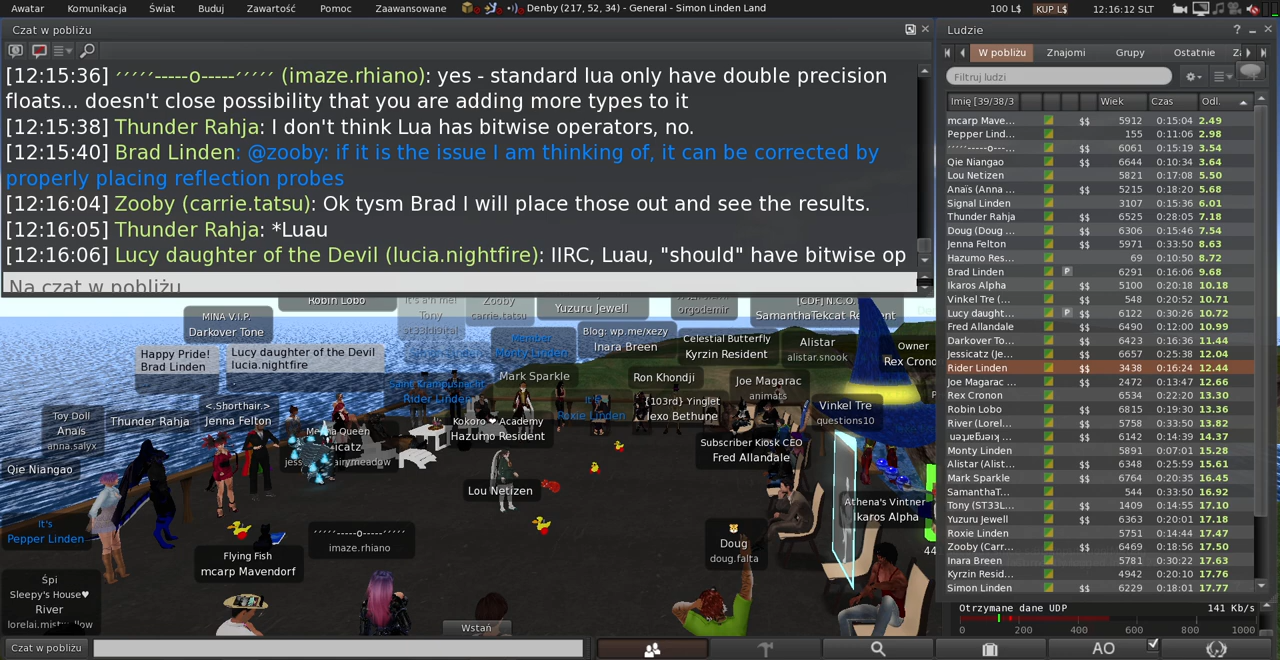 Awatar Komunikacja Świat Buduj Zawartość Pomoc Zaawansowane Denby (217, 52, 34) - General - Simon Linden Land 100 L$ KUP L$ 12:16:12 SLT
Czat w pobliżu
[12:15:36] ՛՛՛՛՛-----o-----՛՛՛՛՛ (imaze.rhiano): yes - standard lua only have double precision
floats... doesn't close possibility that you are adding more types to it
[12:15:38] Thunder Rahja: I don't think Lua has bitwise operators, no.
[12:15:40] Brad Linden: @zooby: if it is the issue I am thinking of, it can be corrected by
properly placing reflection probes
[12:16:04] Zooby (carrie.tatsu): Ok tysm Brad I will place those out and see the results.
[12:16:05] Thunder Rahja: *Luau
[12:16:06] Lucy daughter of the Devil (lucia.nightfire): IIRC, Luau, "should" have bitwise op
Na czat w pobliżu
Robin Lobo
It's a'n me!
Tony
st33ldigital
Zooby
carrie.tatsu
Yuzuru Jewell
orgodemir
[CDF] N.C.O.
SamanthaTekcat Resident
MINA V.I.P.
Darkover Tone
Member
Monty Linden
Blog: wp.me/xezy
Inara Breen
Celestial Butterfly
Kyrzin Resident
Alistar
alistar.snook
Owner
Rex Crono
Happy Pride!
Brad Linden
Lucy daughter of the Devil
lucia.nightfire
Mark Sparkle
Ron Khondji
Joe Magarac
animats
Rider Linden
It's
Roxie Linden
{103rd} Yinglet
Jexo Bethune
Vinkel Tre
questions10
Toy Doll
Anaïs
anna.salyx
Thunder Rahja
<.Shorthair.>
Jenna Felton
Kokoro ♥ Academy
Hazumo Resident
Subscriber Kiosk CEO
Fred Allandale
Qie Niangao
Lou Netizen
Athena's Vintner
Ikaros Alpha
It's
Pepper Linden
՛՛՛՛՛-----o-----՛՛՛՛՛
imaze.rhiano
Flying Fish
mcarp Mavendorf
Doug
doug.falta
44
Śpi
Sleepy's House♥
River
Wstań
Czat w pobliżu
AO
Ludzie
W pobliżu Znajomi Grupy Ostatnie
Filtruj ludzi
Imię [39/38/3 Wiek Czas Odl.
mcarp Mave... $$ 5912 0:15:04 2.49
Pepper Lind... 155 0:11:06 2.98
՛՛՛՛՛-----o---... $$ 6061 0:15:19 3.54
Qie Niangao $$ 6644 0:10:34 3.64
Lou Netizen 5821 0:17:08 5.50
Anaïs (Anna ... $$ 5215 0:18:20 5.68
Signal Linden 3107 0:15:36 6.01
Thunder Rahja $$ 6525 0:28:05 7.18
Doug (Doug ... $$ 6306 0:15:46 7.54
Jenna Felton $$ 5971 0:33:50 8.63
Hazumo Res... 69 0:10:50 8.72
Brad Linden P 6291 0:16:06 9.68
Ikaros Alpha $$ 5100 0:20:18 10.18
Vinkel Tre (... $$ 548 0:20:52 10.71
Lucy daught... P $$ 6122 0:30:26 10.72
Fred Allandale $$ 6490 0:12:00 10.99
Darkover To... $$ 6423 0:16:36 11.44
Jessicatz (Je... $$ 6657 0:25:38 12.04
Rider Linden $$ 3438 0:16:24 12.44
Joe Magarac ... $$ 2472 0:13:47 12.66
Rex Cronon 6534 0:22:20 13.30
Robin Lobo $$ 6815 0:19:30 13.36
River (Lorel... $$ 5758 0:33:50 13.82
$$ 6142 0:14:39 14.37
Monty Linden 5891 0:07:01 15.28
Alistar (Alist... $$ 6348 0:25:59 15.61
Mark Sparkle $$ 6764 0:20:35 16.45
SamanthaT... 544 0:33:50 16.92
Tony (ST33L... $$ 1409 0:14:55 17.10
Yuzuru Jewell $$ 6363 0:20:01 17.18
Roxie Linden 5751 0:14:44 17.47
Zooby (Carr... $$ 6469 0:18:56 17.50
Inara Breen 5781 0:30:22 17.63
Kyrzin Resid... 4942 0:20:10 17.76
Simon Linden $$ 6229 0:18:01 17.77
Otrzymane dane UDP 141 Kb/s
0 200 400 600 800 1000